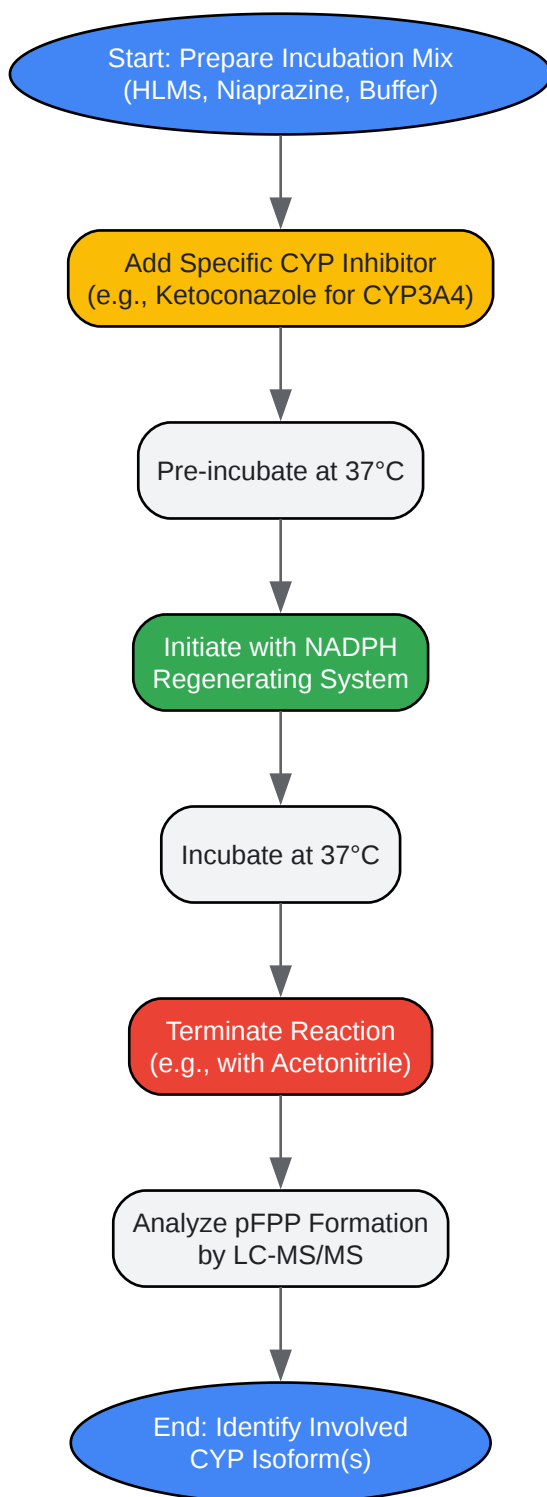 Start: Prepare Incubation Mix
(HLMs, Niaprazine, Buffer)
Add Specific CYP Inhibitor
(e.g., Ketoconazole for CYP3A4)
Pre-incubate at 37°C
Initiate with NADPH
Regenerating System
Incubate at 37°C
Terminate Reaction
(e.g., with Acetonitrile)
Analyze pFPP Formation
by LC-MS/MS
End: Identify Involved
CYP Isoform(s)